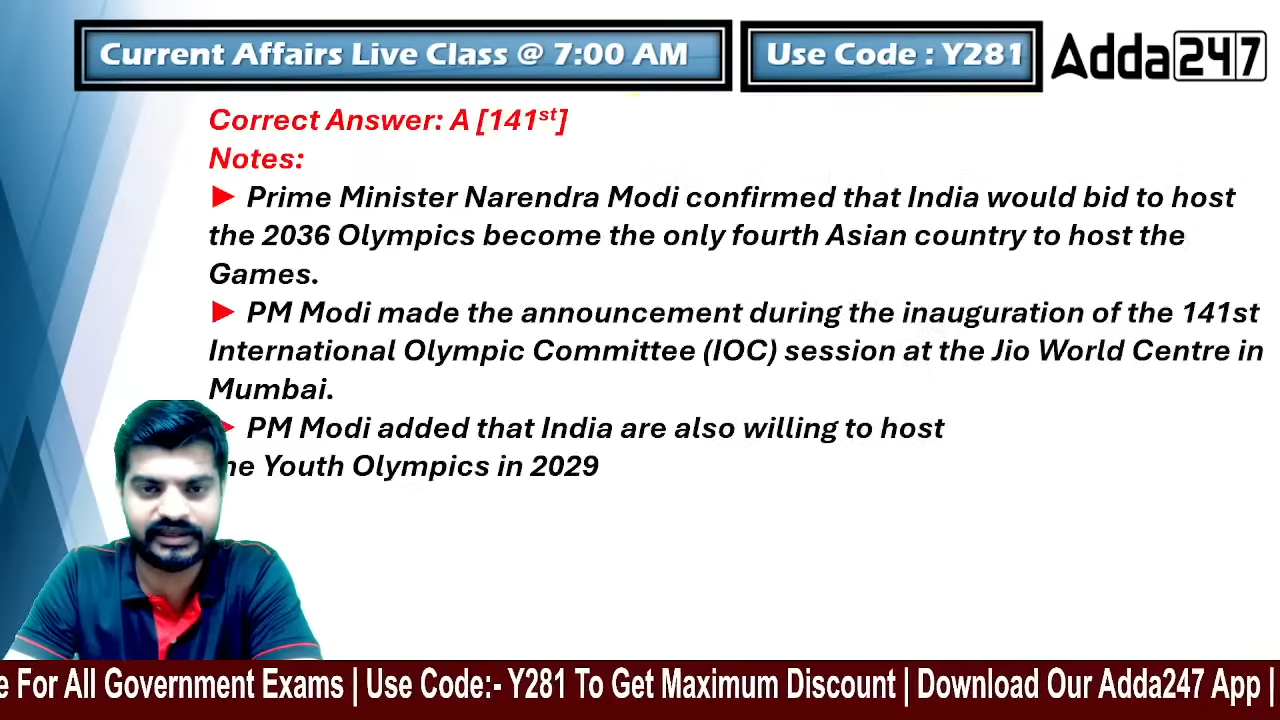 Current Affairs Live Class @ 7:00 AM
Use Code : Y281
Adda247
Correct Answer: A [141st]
Notes:
► Prime Minister Narendra Modi confirmed that India would bid to host
the 2036 Olympics become the only fourth Asian country to host the
Games.
► PM Modi made the announcement during the inauguration of the 141st
International Olympic Committee (IOC) session at the Jio World Centre in
Mumbai.
► PM Modi added that India are also willing to host
he Youth Olympics in 2029
e For All Government Exams | Use Code:- Y281 To Get Maximum Discount | Download Our Adda247 App |